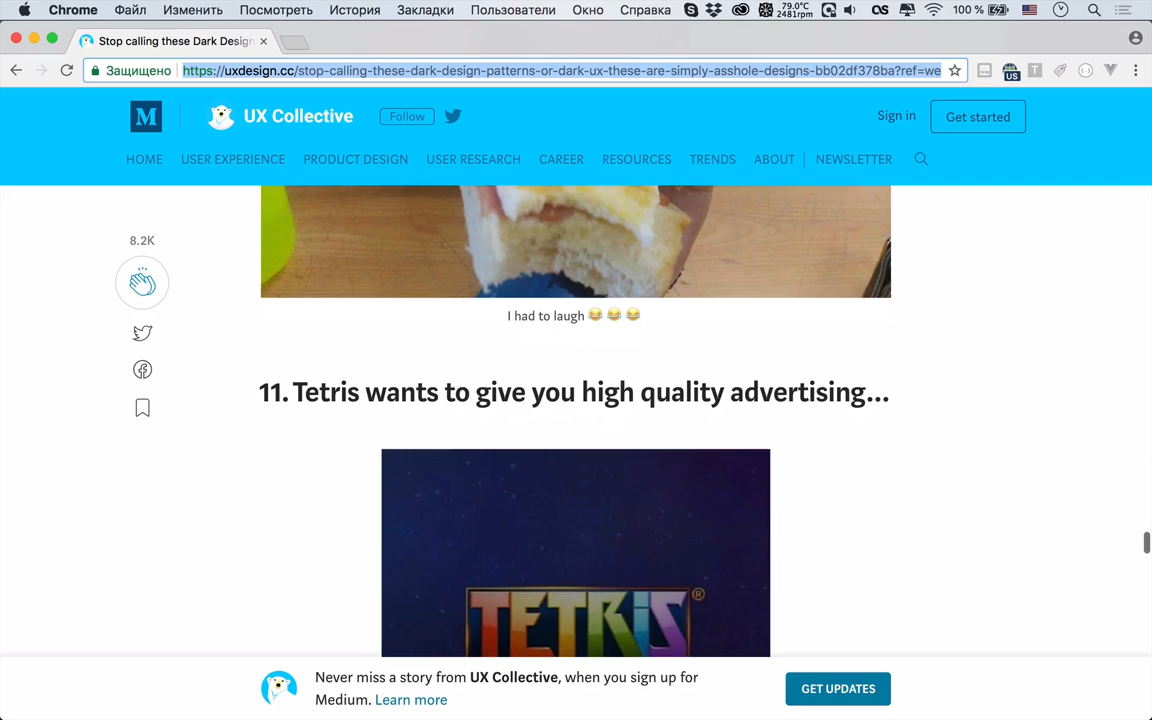 Chrome Файл Изменить Посмотреть История Закладки Пользователи Окно Справка 79.0°C 2481rpm 100 %
Stop calling these Dark Design
Защищено https://uxdesign.cc/stop-calling-these-dark-design-patterns-or-dark-ux-these-are-simply-asshole-designs-bb02df378ba?ref=we
M UX Collective Follow Sign in Get started
HOME USER EXPERIENCE PRODUCT DESIGN USER RESEARCH CAREER RESOURCES TRENDS ABOUT NEWSLETTER
8.2K
I had to laugh 😂 😂 😂
11. Tetris wants to give you high quality advertising…
TETRIS®
Never miss a story from UX Collective, when you sign up for
Medium. Learn more
GET UPDATES